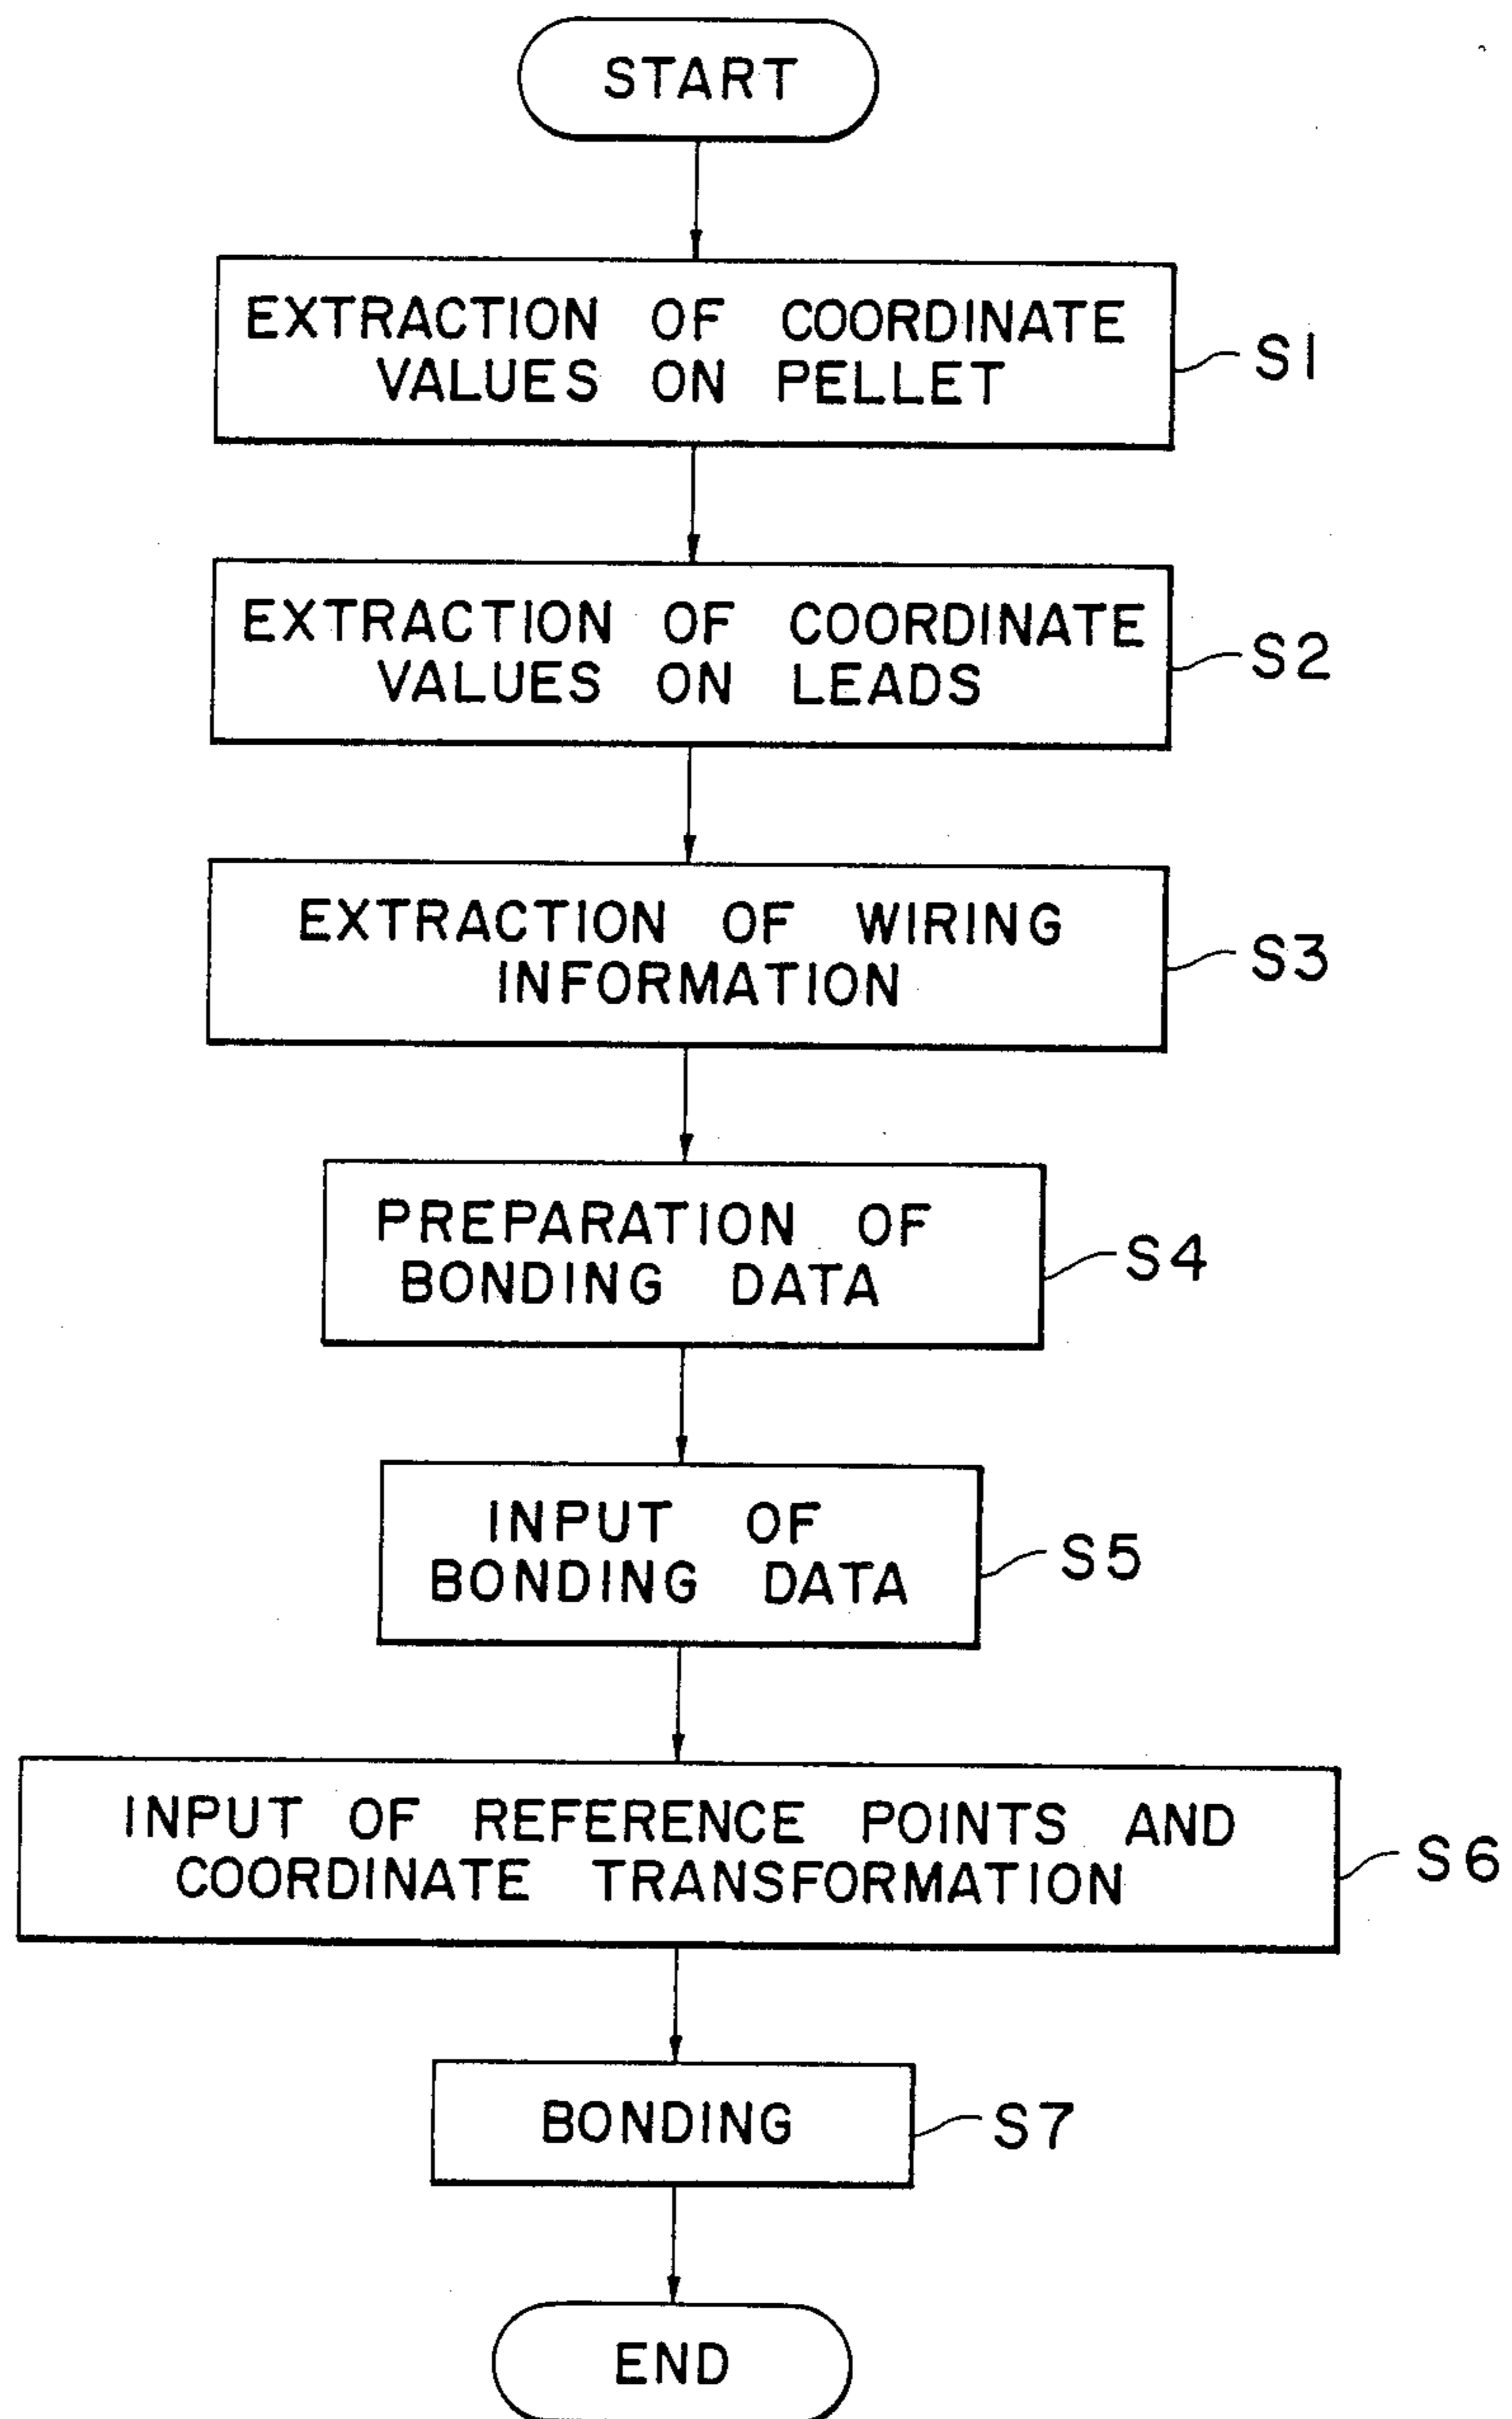 START
EXTRACTION OF COORDINATE
VALUES ON PELLET
S1
EXTRACTION OF COORDINATE
VALUES ON LEADS
S2
EXTRACTION OF WIRING
INFORMATION
S3
PREPARATION OF
BONDING DATA
S4
INPUT OF
BONDING DATA
S5
INPUT OF REFERENCE POINTS AND
COORDINATE TRANSFORMATION
S6
BONDING
S7
END